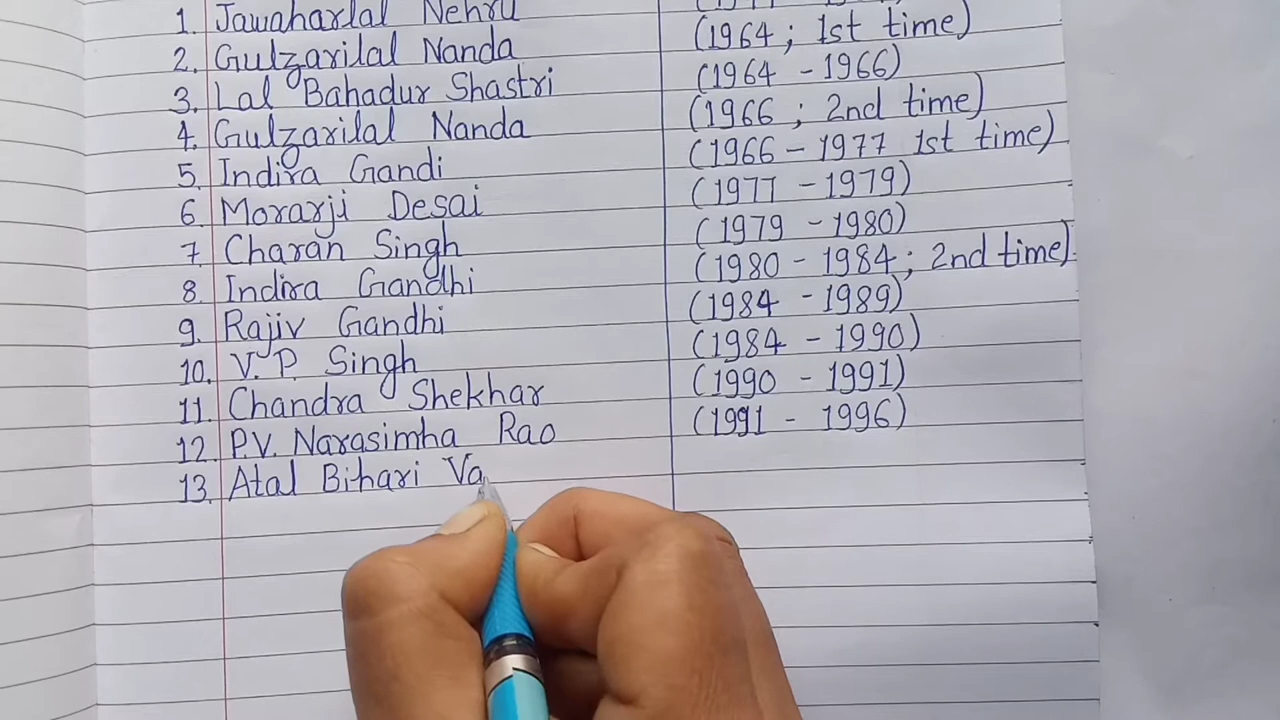 1. Jawaharlal Nehru
2. Gulzarilal Nanda (1964 ; 1st time)
3. Lal Bahadur Shastri (1964 - 1966)
4. Gulzarilal Nanda (1966 ; 2nd time)
5. Indira Gandi (1966 - 1977 1st time)
6. Morarji Desai (1977 - 1979)
7. Charan Singh (1979 - 1980)
8. Indira Gandhi (1980 - 1984 ; 2nd time)
9. Rajiv Gandhi (1984 - 1989)
10. V. P. Singh (1984 - 1990)
11. Chandra Shekhar (1990 - 1991)
12. P.V. Narasimha Rao (1991 - 1996)
13. Atal Bihari Va